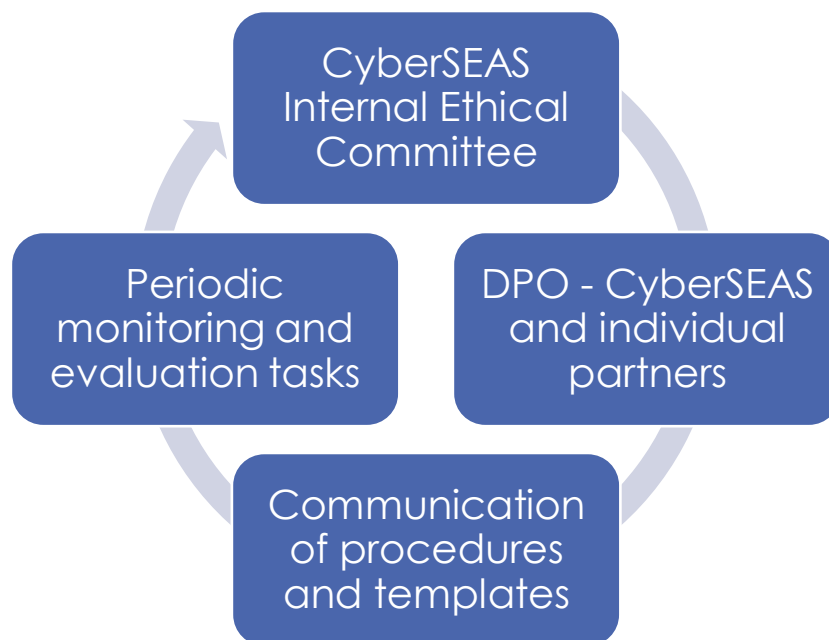 CyberSEAS
Internal Ethical
Committee
DPO - CyberSEAS
and individual
partners
Communication
of procedures
and templates
Periodic
monitoring and
evaluation tasks